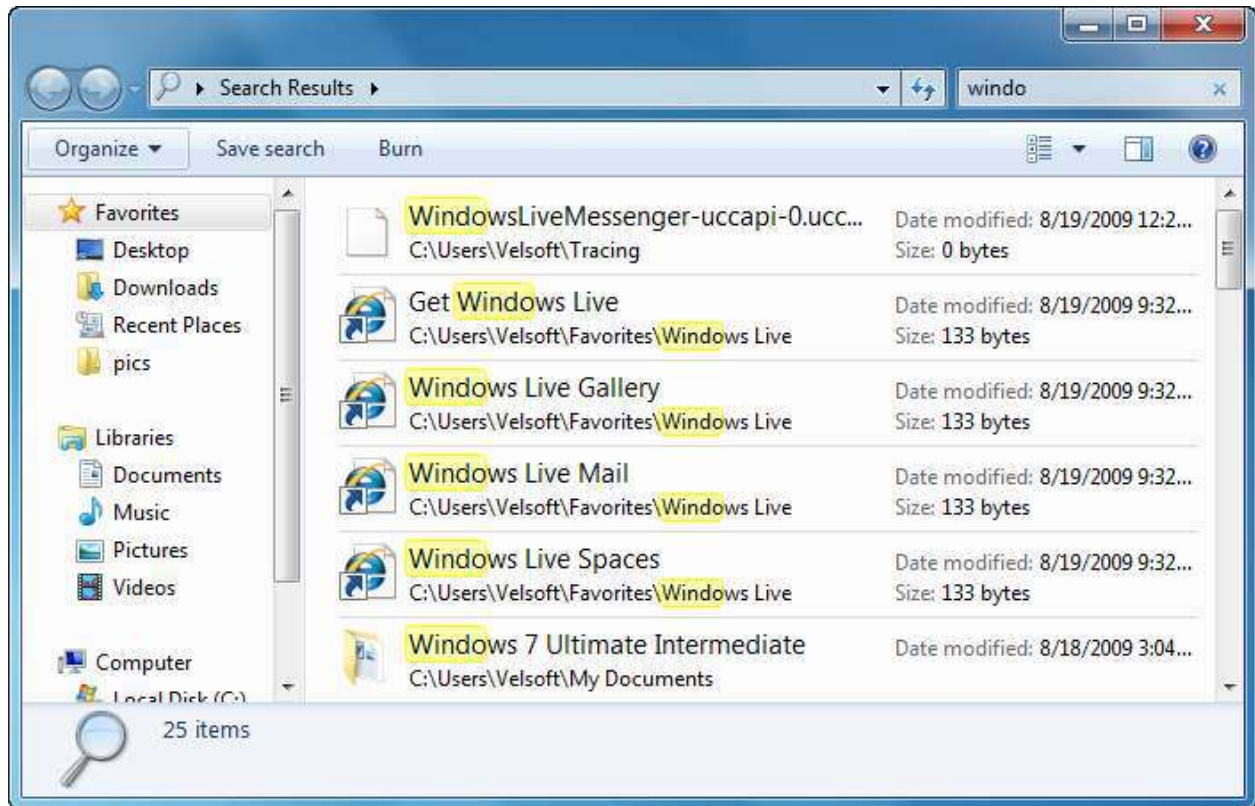 Search Results
windo
Organize
Save search
Burn
Favorites
Desktop
Downloads
Recent Places
pics
Libraries
Documents
Music
Pictures
Videos
Computer
Local Disk (C:)
WindowsLiveMessenger-uccapi-0.ucc...
Date modified: 8/19/2009 12:2...
C:\Users\Velsoft\Tracing
Size: 0 bytes
Get Windows Live
Date modified: 8/19/2009 9:32...
C:\Users\Velsoft\Favorites\Windows Live
Size: 133 bytes
Windows Live Gallery
Date modified: 8/19/2009 9:32...
C:\Users\Velsoft\Favorites\Windows Live
Size: 133 bytes
Windows Live Mail
Date modified: 8/19/2009 9:32...
C:\Users\Velsoft\Favorites\Windows Live
Size: 133 bytes
Windows Live Spaces
Date modified: 8/19/2009 9:32...
C:\Users\Velsoft\Favorites\Windows Live
Size: 133 bytes
Windows 7 Ultimate Intermediate
Date modified: 8/18/2009 3:04...
C:\Users\Velsoft\My Documents
25 items